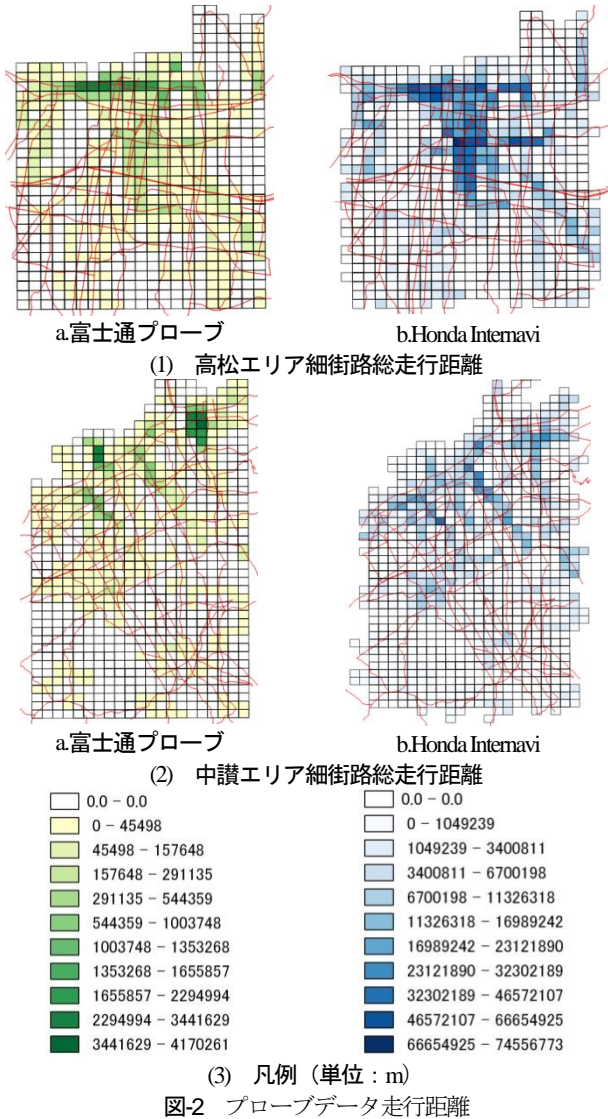 a.富士通プローブ b.Honda Internavi
(1) 高松エリア細街路総走行距離
a.富士通プローブ b.Honda Internavi
(2) 中讃エリア細街路総走行距離
0.0 - 0.0
0 - 45498
45498 - 157648
157648 - 291135
291135 - 544359
544359 - 1003748
1003748 - 1353268
1353268 - 1655857
1655857 - 2294994
2294994 - 3441629
3441629 - 4170261
0.0 - 0.0
0 - 1049239
1049239 - 3400811
3400811 - 6700198
6700198 - 11326318
11326318 - 16989242
16989242 - 23121890
23121890 - 32302189
32302189 - 46572107
46572107 - 66654925
66654925 - 74556773
(3) 凡例(単位:m)
図-2 プローブデータ走行距離